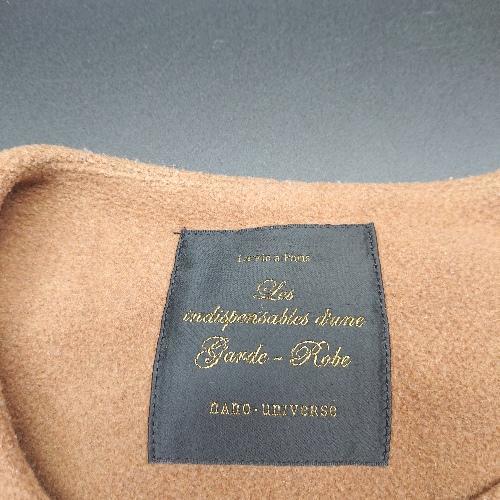 La vie à Paris
Les
indispensables d'une
Garde - Robe
nano・universe